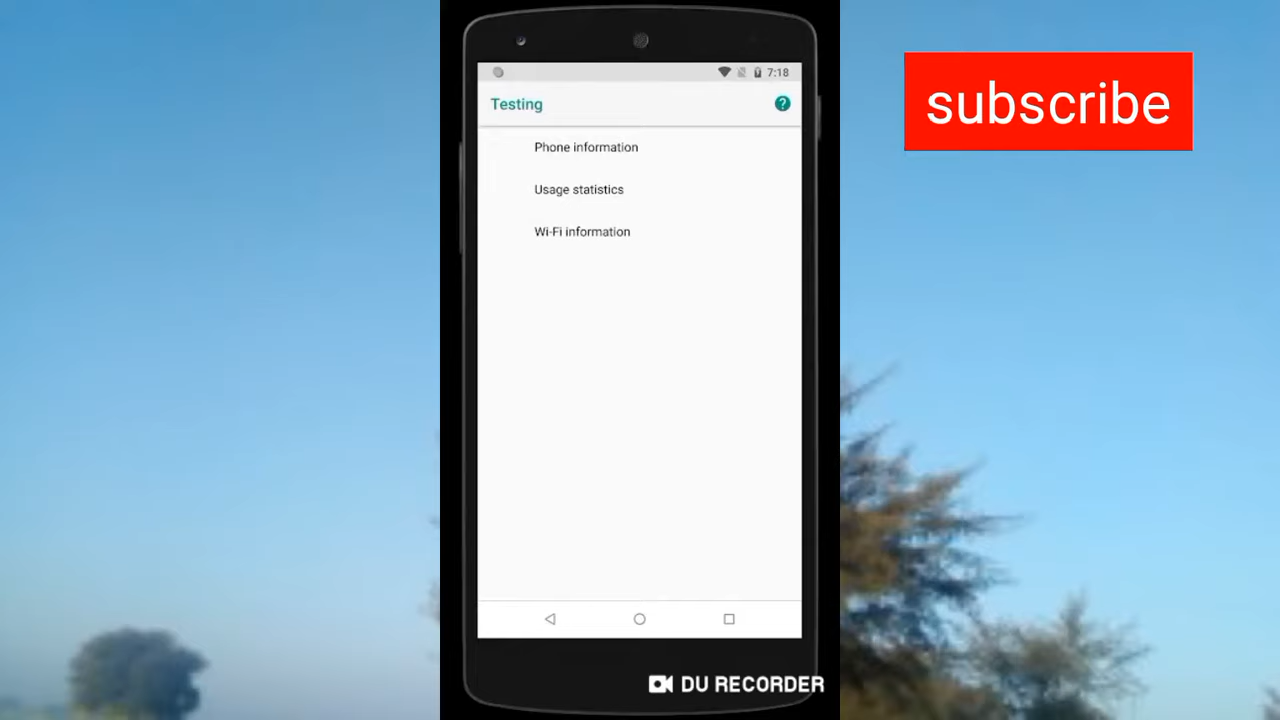 7:18
Testing
?
Phone information
Usage statistics
Wi-Fi information
subscribe
DU RECORDER